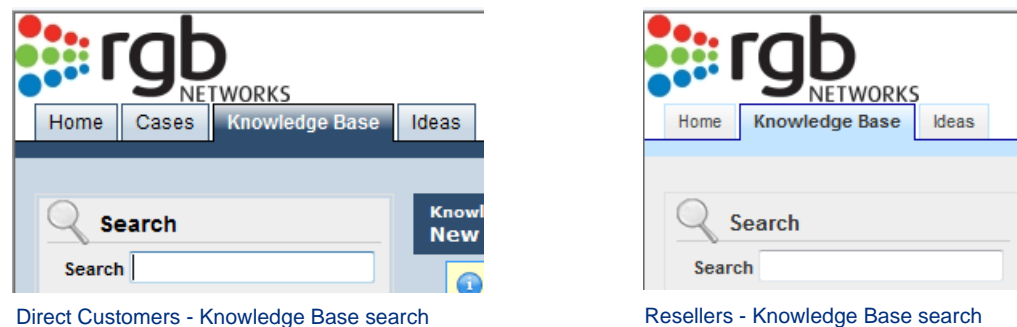 rgb
NETWORKS
Home Cases Knowledge Base Ideas
Knowl
New
Search
Search
Direct Customers - Knowledge Base search
rgb
NETWORKS
Home Knowledge Base Ideas
Search
Search
Resellers - Knowledge Base search